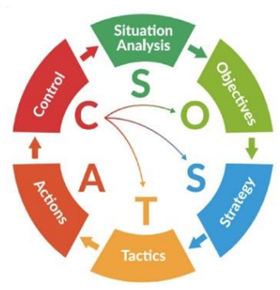 Situation
Analysis
Objectives
Strategy
Tactics
Actions
Control
S
O
S
T
A
C